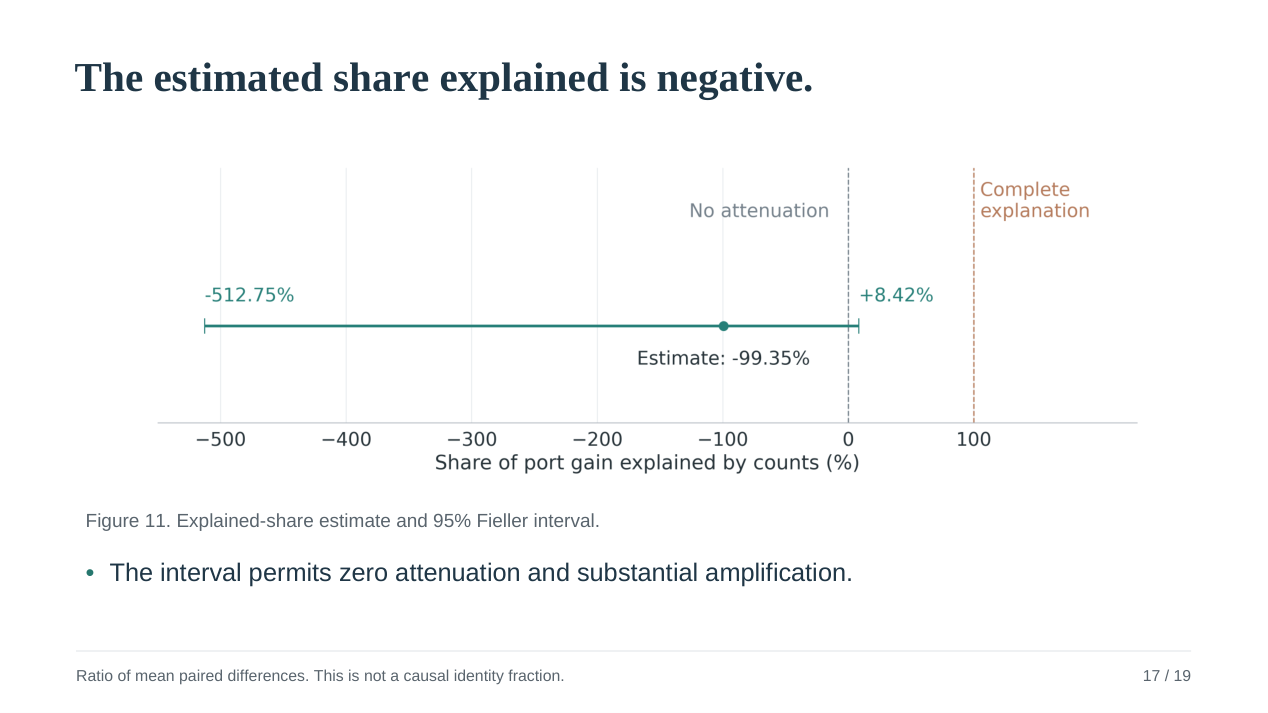 The estimated share explained is negative.
Complete
explanation
No attenuation
-512.75%
+8.42%
Estimate: -99.35%
−500 −400 −300 −200 −100 0 100
Share of port gain explained by counts (%)
Figure 11. Explained-share estimate and 95% Fieller interval.
• The interval permits zero attenuation and substantial amplification.
Ratio of mean paired differences. This is not a causal identity fraction. 17 / 19